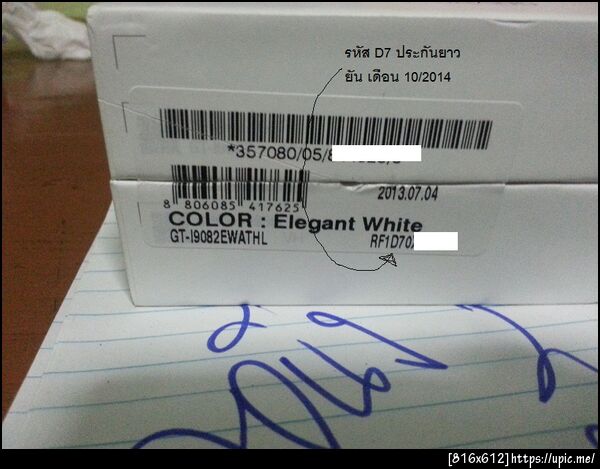 รหัส D7 ประกันยาว
ยัน เดือน 10/2014
*357080/05/
8 806085 417625
2013.07.04
COLOR : Elegant White
GT-I9082EWATHL
RF1D70
[816x612]https://upic.me/